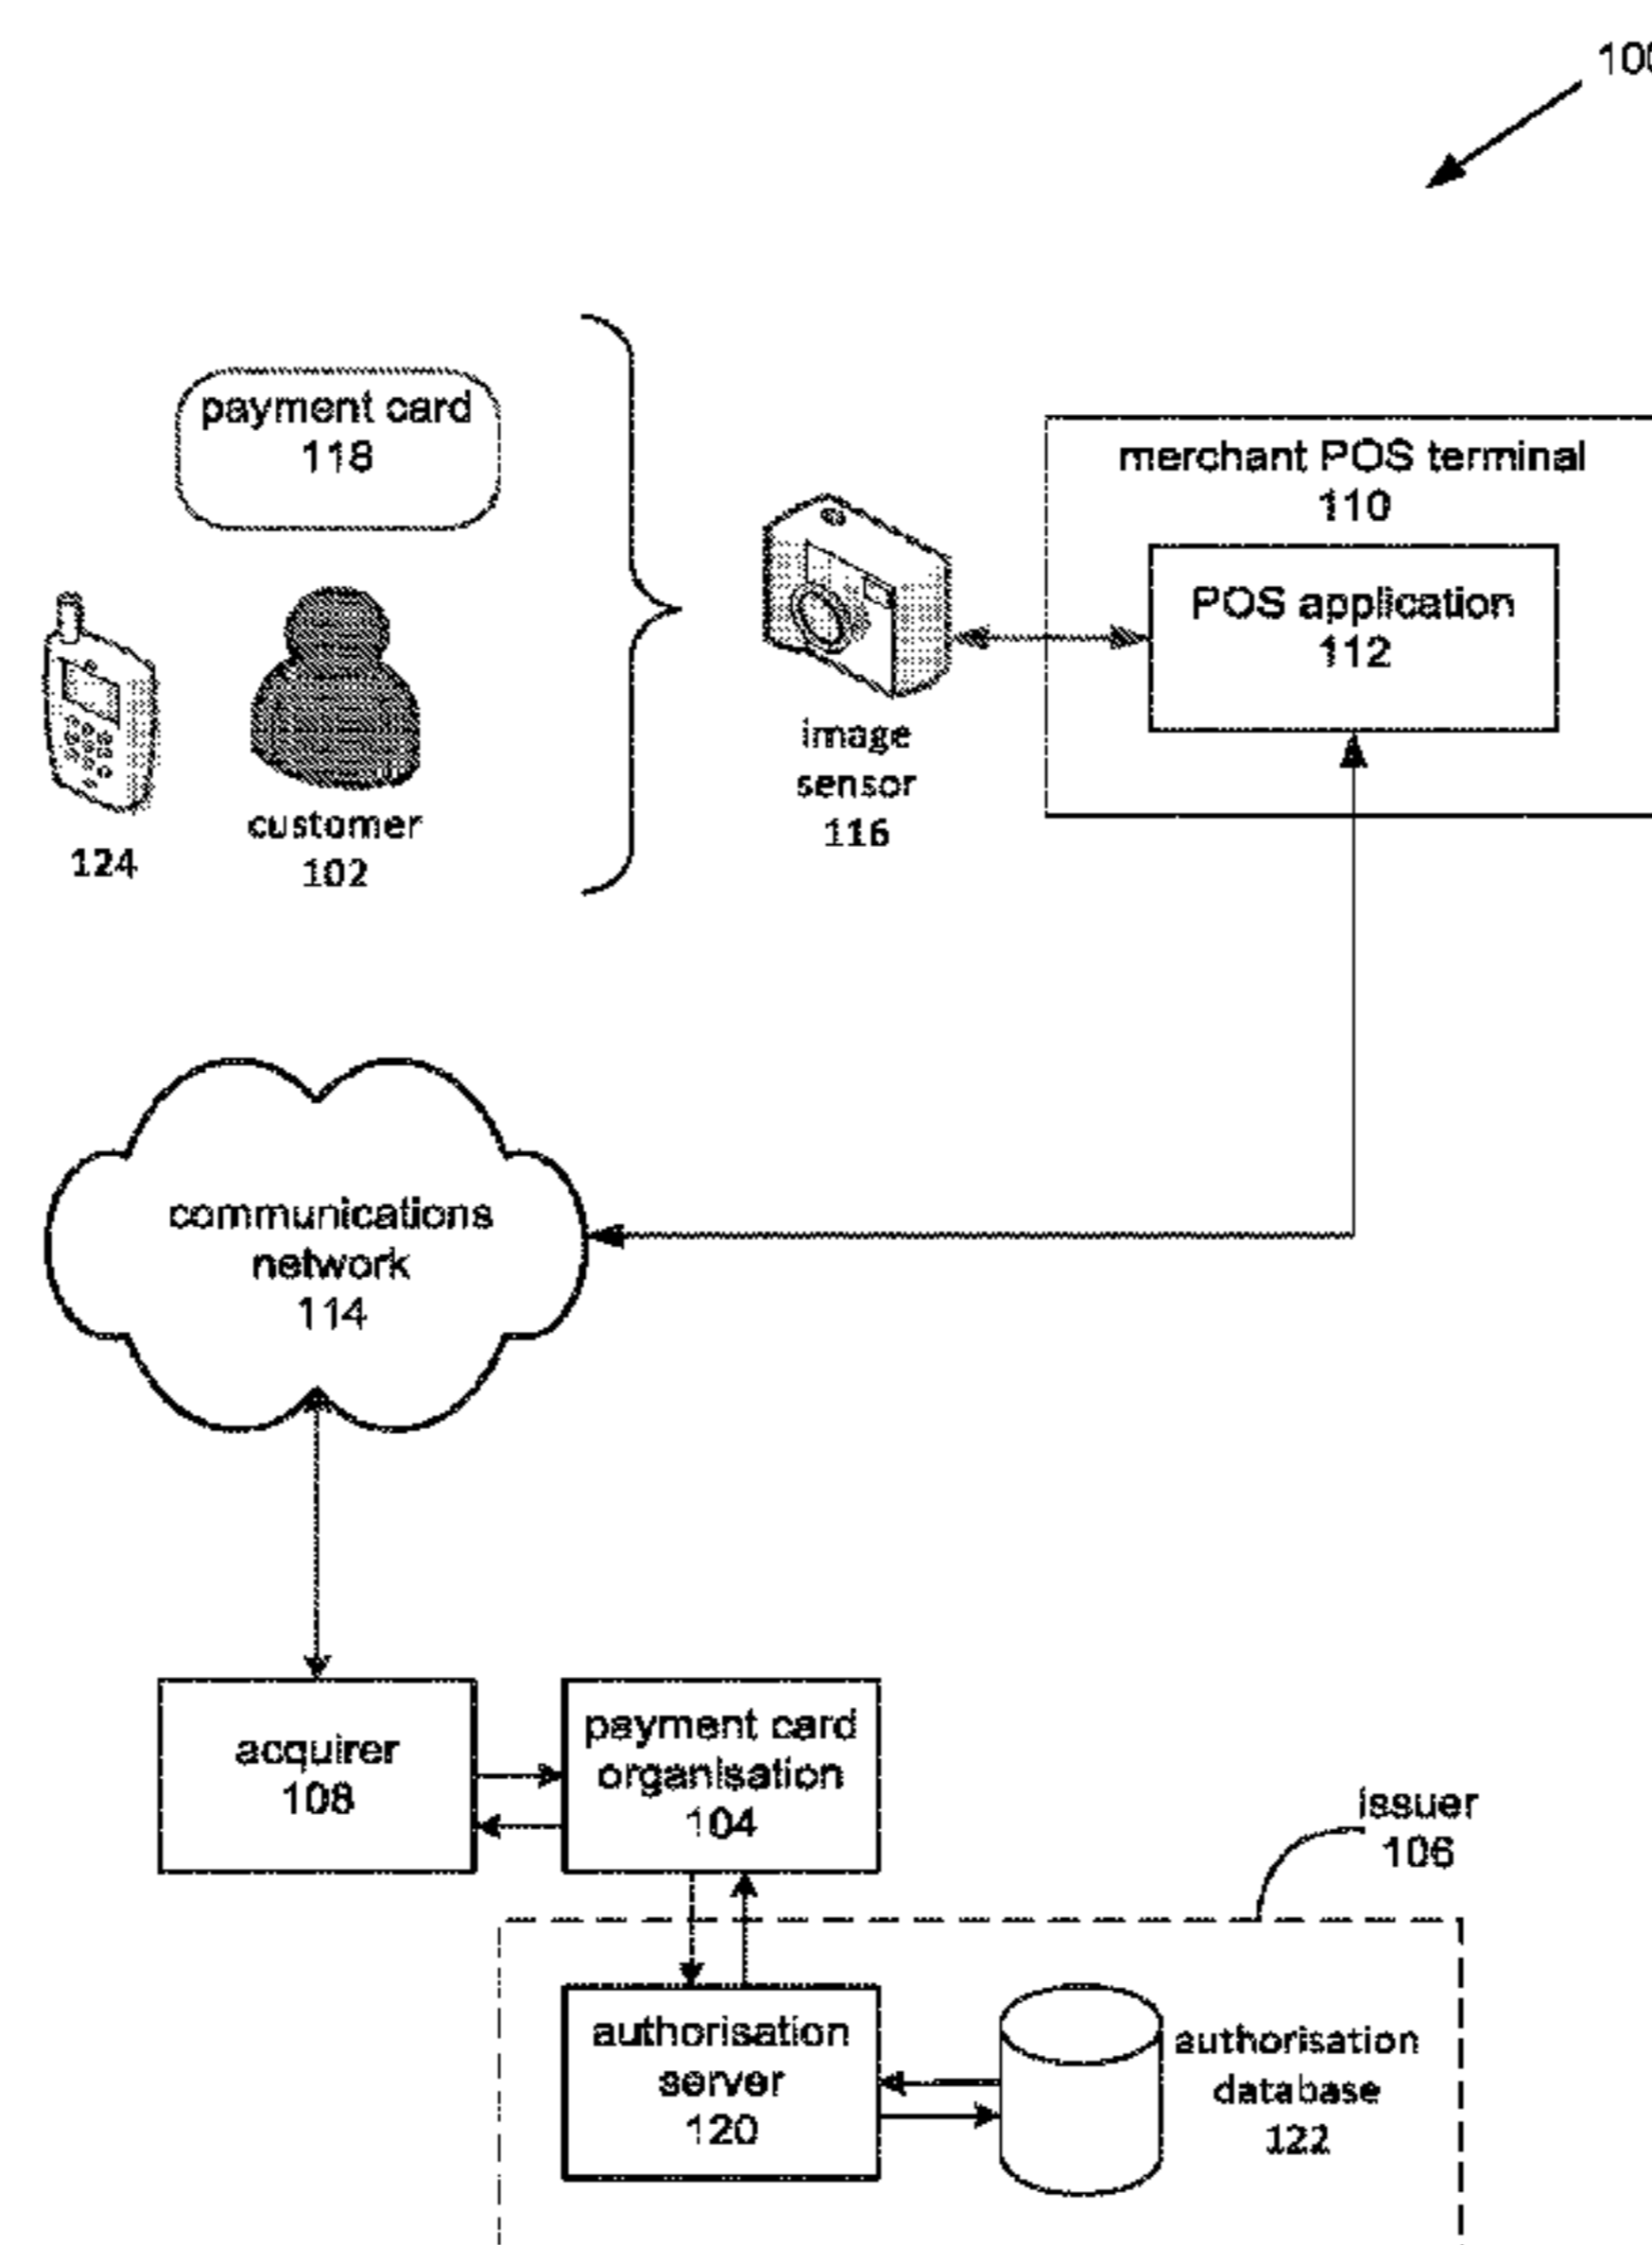 100
payment card
118
merchant POS terminal
110
POS application
112
image
sensor
116
customer
102
124
communications
network
114
acquirer
108
payment card
organisation
104
issuer
106
authorisation
server
120
authorisation
database
122